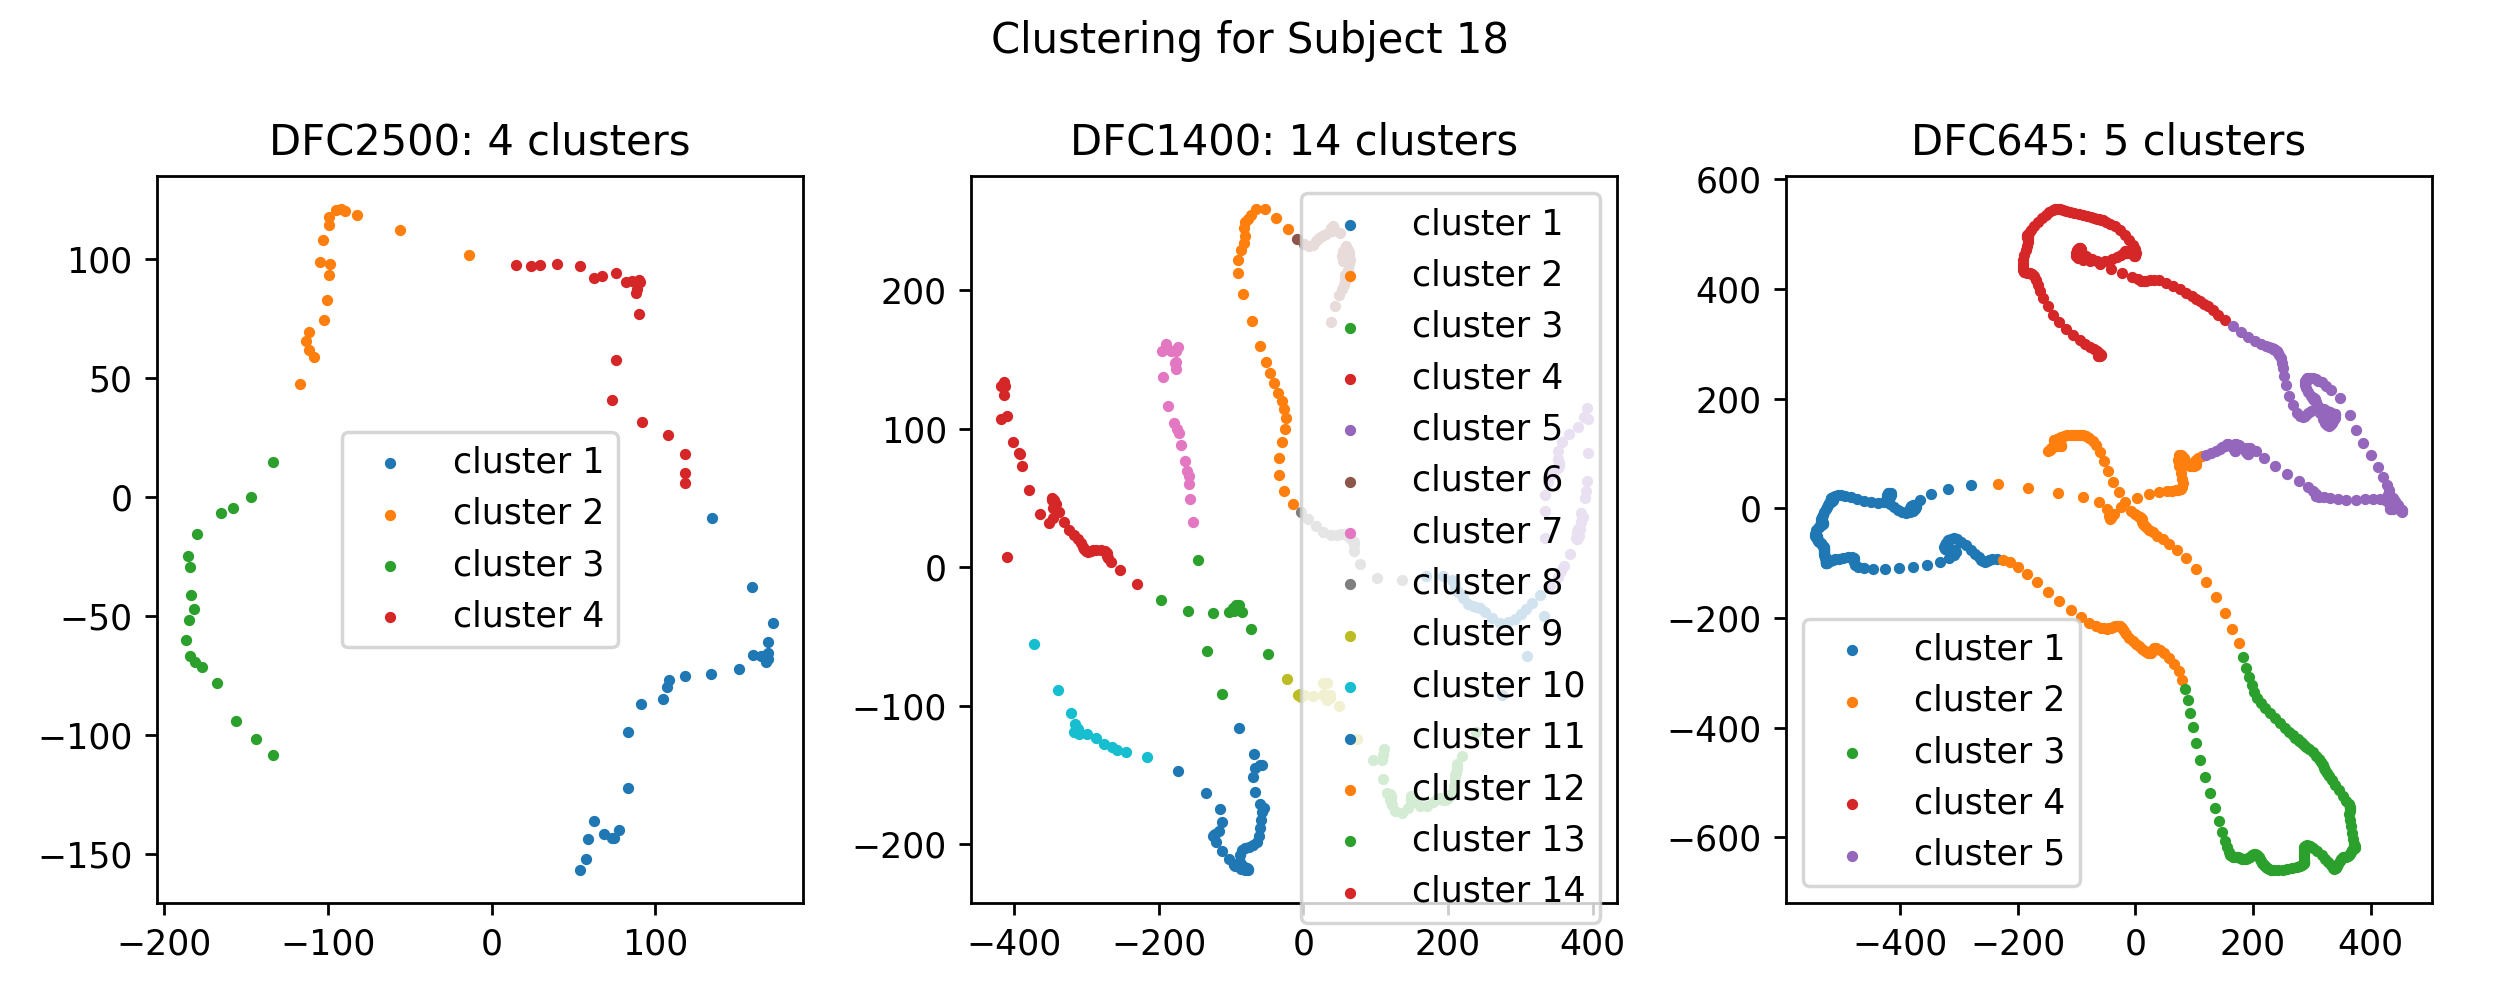 Clustering for Subject 18
DFC2500: 4 clusters
100
50
0
−50
−100
−150
−200
−100
0
100
cluster 1
cluster 2
cluster 3
cluster 4
DFC1400: 14 clusters
200
100
0
−100
−200
−400
−200
0
200
400
cluster 1
cluster 2
cluster 3
cluster 4
cluster 5
cluster 6
cluster 7
cluster 8
cluster 9
cluster 10
cluster 11
cluster 12
cluster 13
cluster 14
DFC645: 5 clusters
600
400
200
0
−200
−400
−600
−400
−200
0
200
400
cluster 1
cluster 2
cluster 3
cluster 4
cluster 5